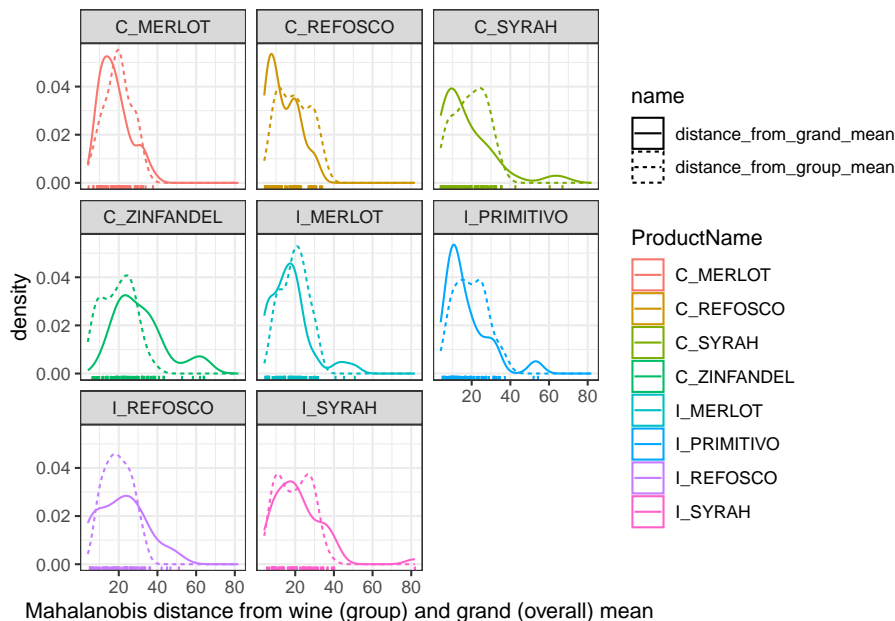 C_MERLOT C_REFOSCO C_SYRAH
0.04
0.02
0.00
C_ZINFANDEL I_MERLOT I_PRIMITIVO
0.04
0.02
0.00
I_REFOSCO I_SYRAH
0.04
0.02
0.00
20 40 60 80
20 40 60 80
20 40 60 80
density
Mahalanobis distance from wine (group) and grand (overall) mean
name
distance_from_grand_mean
distance_from_group_mean
ProductName
C_MERLOT
C_REFOSCO
C_SYRAH
C_ZINFANDEL
I_MERLOT
I_PRIMITIVO
I_REFOSCO
I_SYRAH